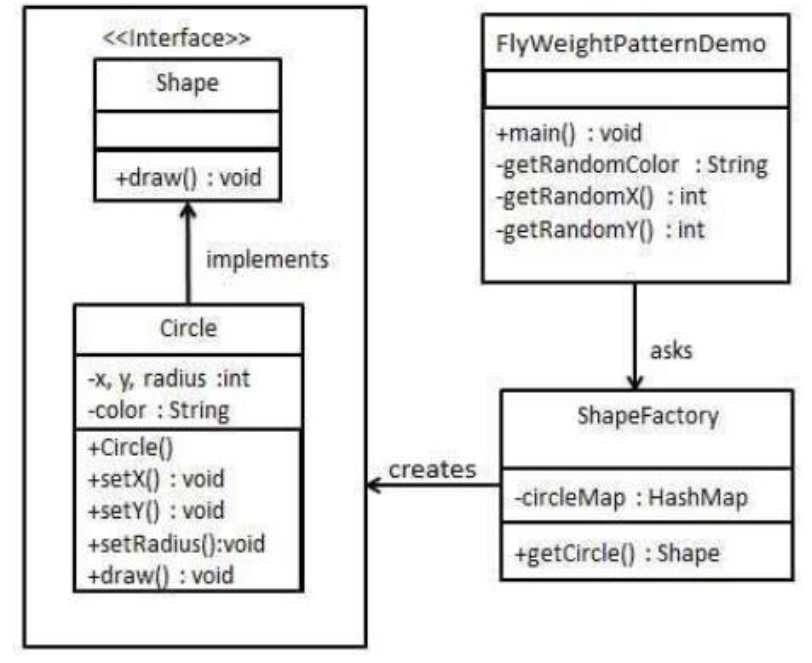 <<Interface>>
Shape
+draw() : void
implements
Circle
-x, y, radius :int
-color : String
+Circle()
+setX() : void
+setY() : void
+setRadius():void
+draw() : void
FlyWeightPatternDemo
+main() : void
-getRandomColor : String
-getRandomX() : int
-getRandomY() : int
asks
ShapeFactory
-circleMap : HashMap
+getCircle() : Shape
creates